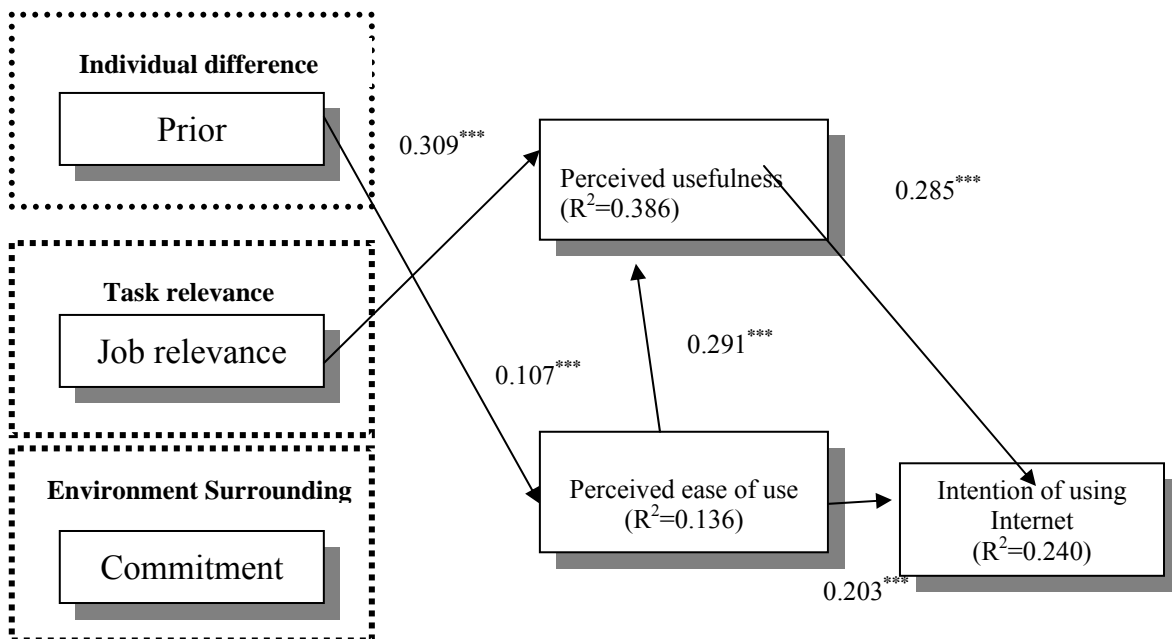 Individual difference
Prior
0.309***
Perceived usefulness
(R²=0.386)
0.285***
Task relevance
Job relevance
0.291***
0.107***
Environment Surrounding
Commitment
Perceived ease of use
(R²=0.136)
Intention of using
Internet
(R²=0.240)
0.203***